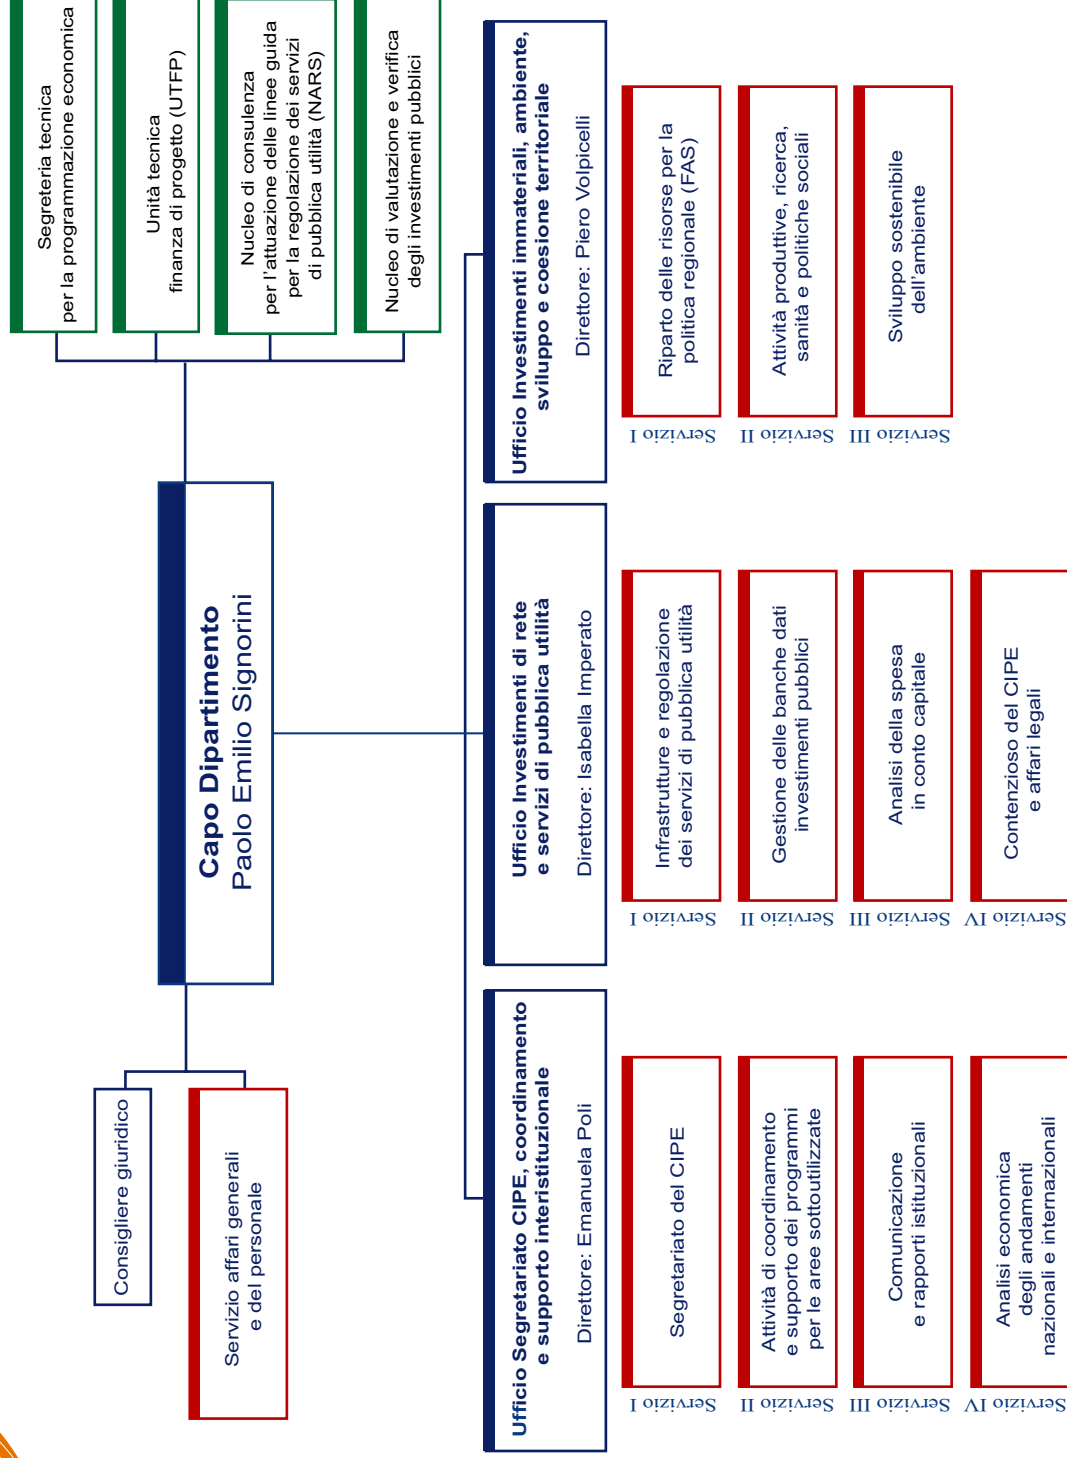 Consigliere giuridico
Servizio affari generali
e del personale
Capo Dipartimento
Paolo Emilio Signorini
Segreteria tecnica
per la programmazione economica
Unità tecnica
finanza di progetto (UTFP)
Nucleo di consulenza
per l'attuazione delle linee guida
per la regolazione dei servizi
di pubblica utilità (NARS)
Nucleo di valutazione e verifica
degli investimenti pubblici
Ufficio Segretariato CIPE, coordinamento
e supporto interistituzionale
Direttore: Emanuela Poli
Servizio I
Segretariato del CIPE
Servizio II
Attività di coordinamento
e supporto dei programmi
per le aree sottoutilizzate
Servizio III
Comunicazione
e rapporti istituzionali
Servizio IV
Analisi economica
degli andamenti
nazionali e internazionali
Ufficio Investimenti di rete
e servizi di pubblica utilità
Direttore: Isabella Imperato
Servizio I
Infrastrutture e regolazione
dei servizi di pubblica utilità
Servizio II
Gestione delle banche dati
investimenti pubblici
Servizio III
Analisi della spesa
in conto capitale
Servizio IV
Contenzioso del CIPE
e affari legali
Ufficio Investimenti immateriali, ambiente,
sviluppo e coesione territoriale
Direttore: Piero Volpicelli
Servizio I
Riparto delle risorse per la
politica regionale (FAS)
Servizio II
Attività produttive, ricerca,
sanità e politiche sociali
Servizio III
Sviluppo sostenibile
dell'ambiente